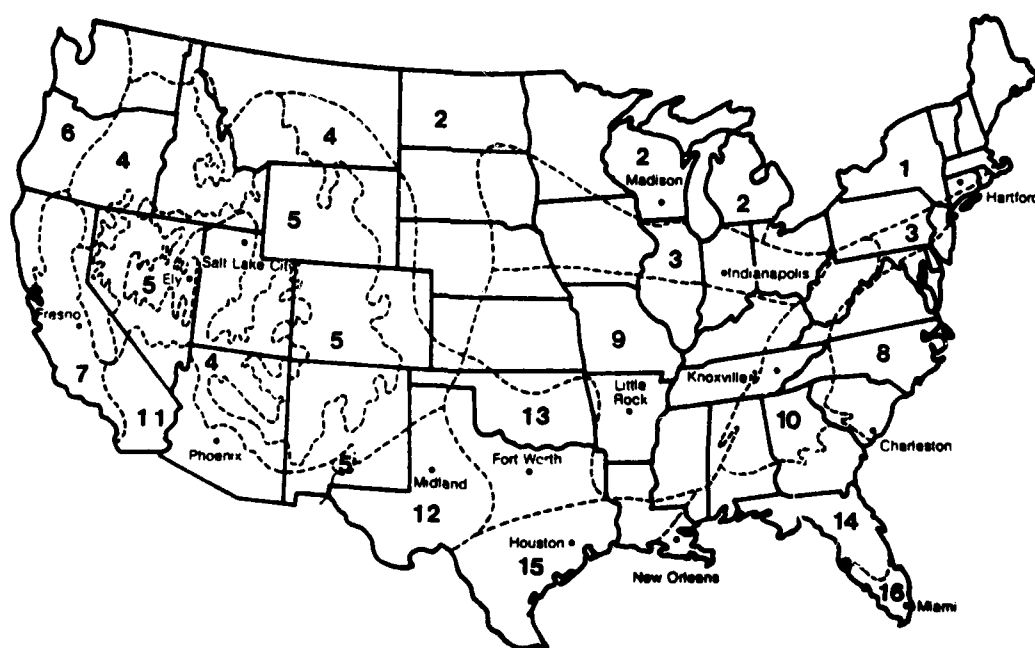 2
6
4
4
2
Madison
2
1
Hartford
5
3
3
Indianapolis
Salt Lake City
Ely
5
Fresno
5
9
8
7
4
Knoxville
Little
Rock
11
13
10
Phoenix
5
Midland
Fort Worth
Charleston
12
14
Houston
15
New Orleans
16
Miami